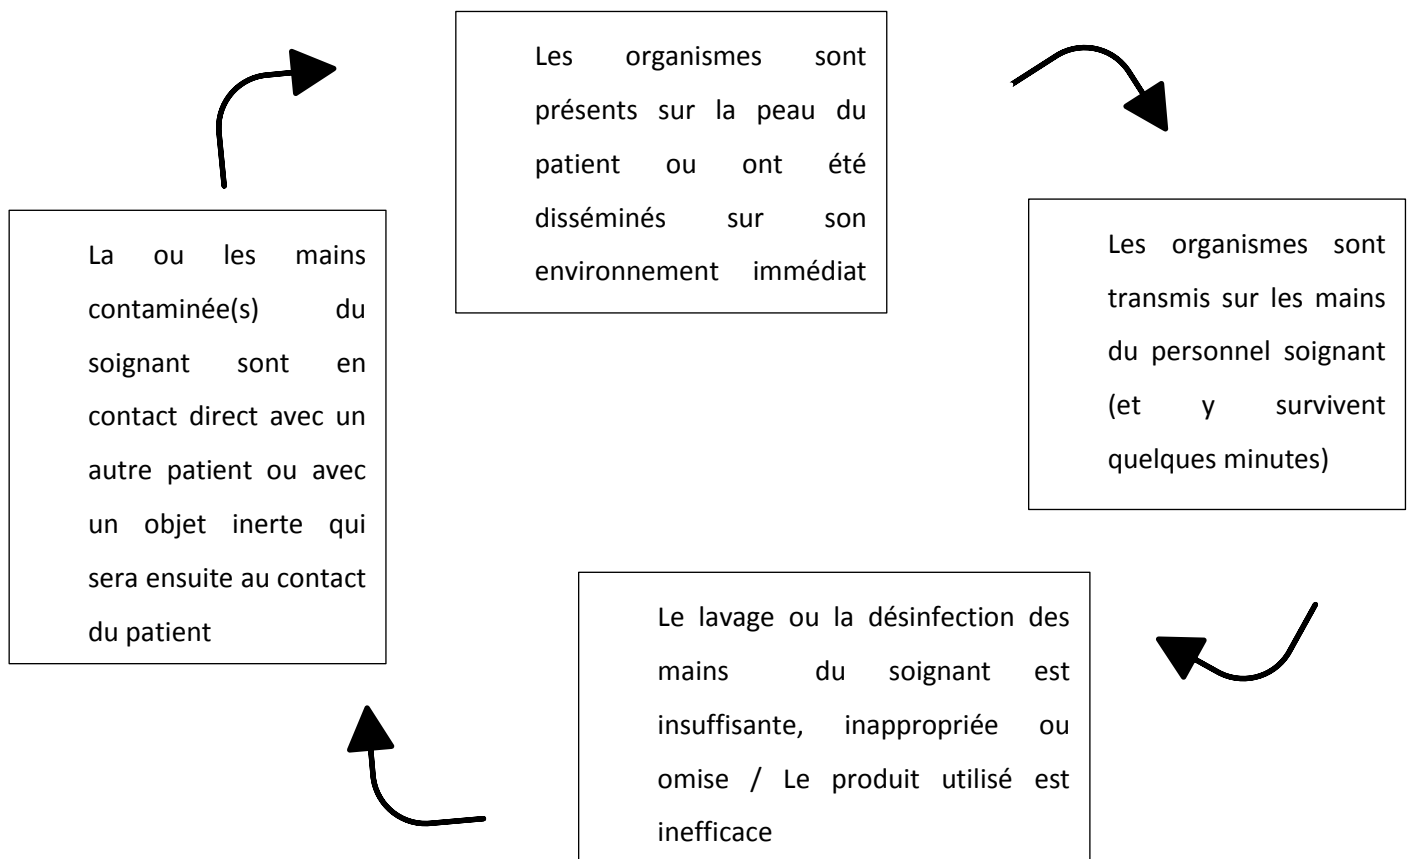 Les organismes sont
présents sur la peau du
patient ou ont été
disséminés sur son
environnement immédiat
Les organismes sont
transmis sur les mains
du personnel soignant
(et y survivent
quelques minutes)
Le lavage ou la désinfection des
mains du soignant est
insuffisante, inappropriée ou
omise / Le produit utilisé est
inefficace
La ou les mains
contaminée(s) du
soignant sont en
contact direct avec un
autre patient ou avec
un objet inerte qui
sera ensuite au contact
du patient